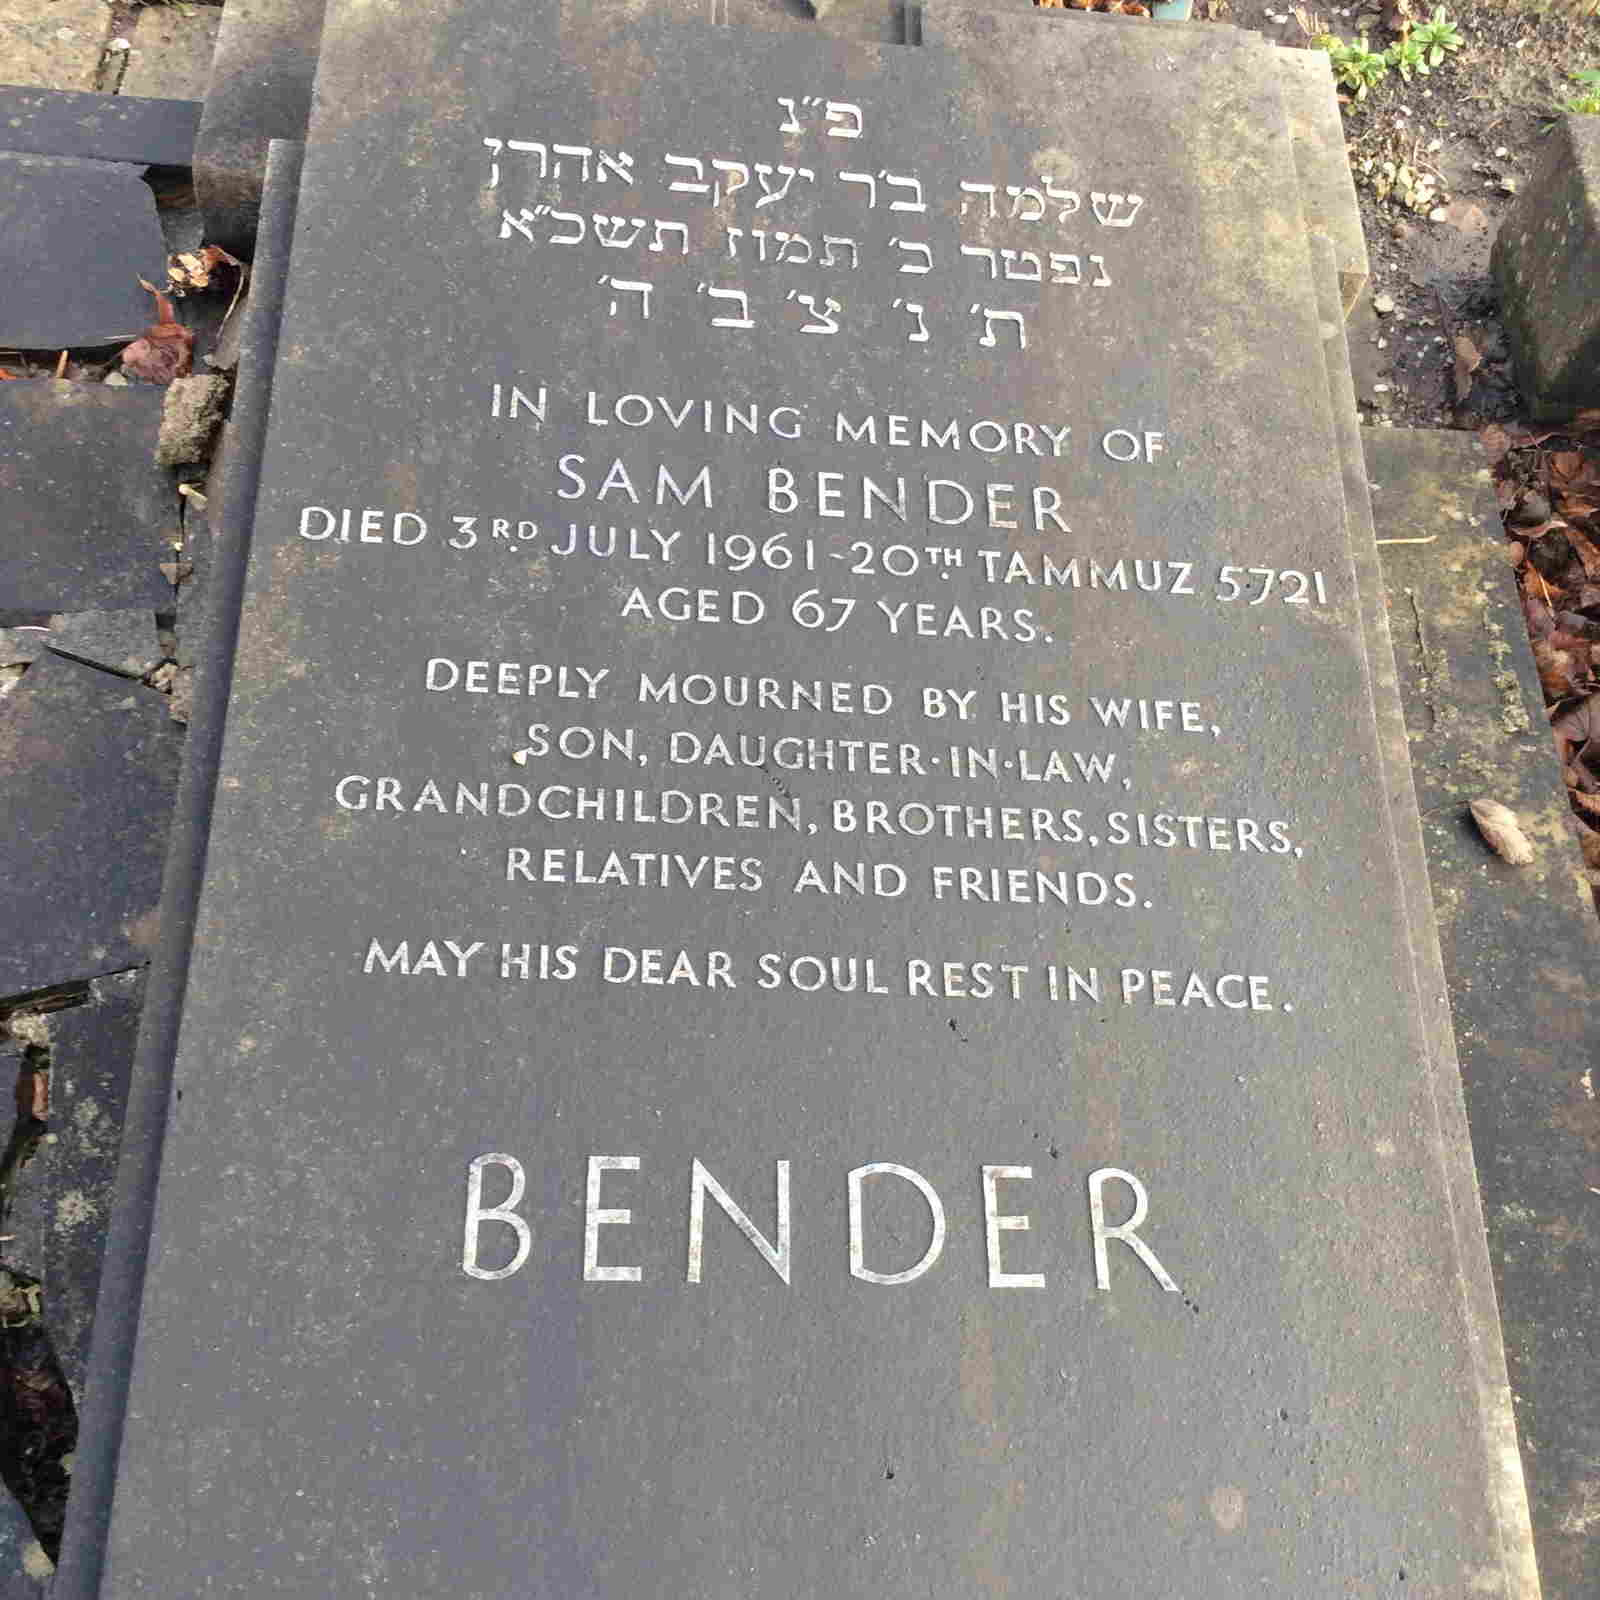 פ״נ
שלמה ב׳ר יעקב אהרן
נפטר כ׳ תמוז תשכ״א
ת׳ נ׳ צ׳ ב׳ ה׳
IN LOVING MEMORY OF
SAM BENDER
DIED 3RD JULY 1961-20TH TAMMUZ 5721
AGED 67 YEARS.
DEEPLY MOURNED BY HIS WIFE,
SON, DAUGHTER·IN·LAW,
GRANDCHILDREN, BROTHERS, SISTERS,
RELATIVES AND FRIENDS.
MAY HIS DEAR SOUL REST IN PEACE.
BENDER